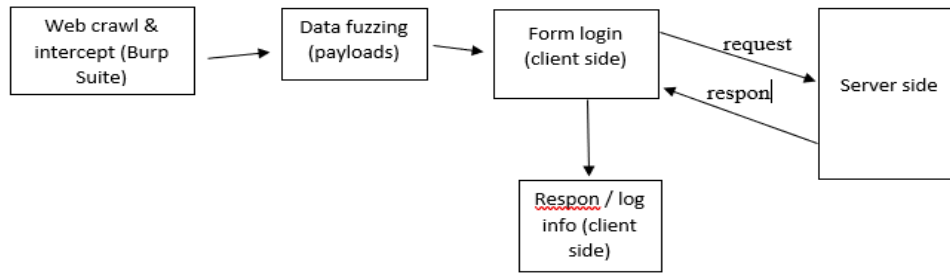 Web crawl &
intercept (Burp
Suite)
Data fuzzing
(payloads)
Form login
(client side)
request
respon
Server side
Respon / log
info (client
side)